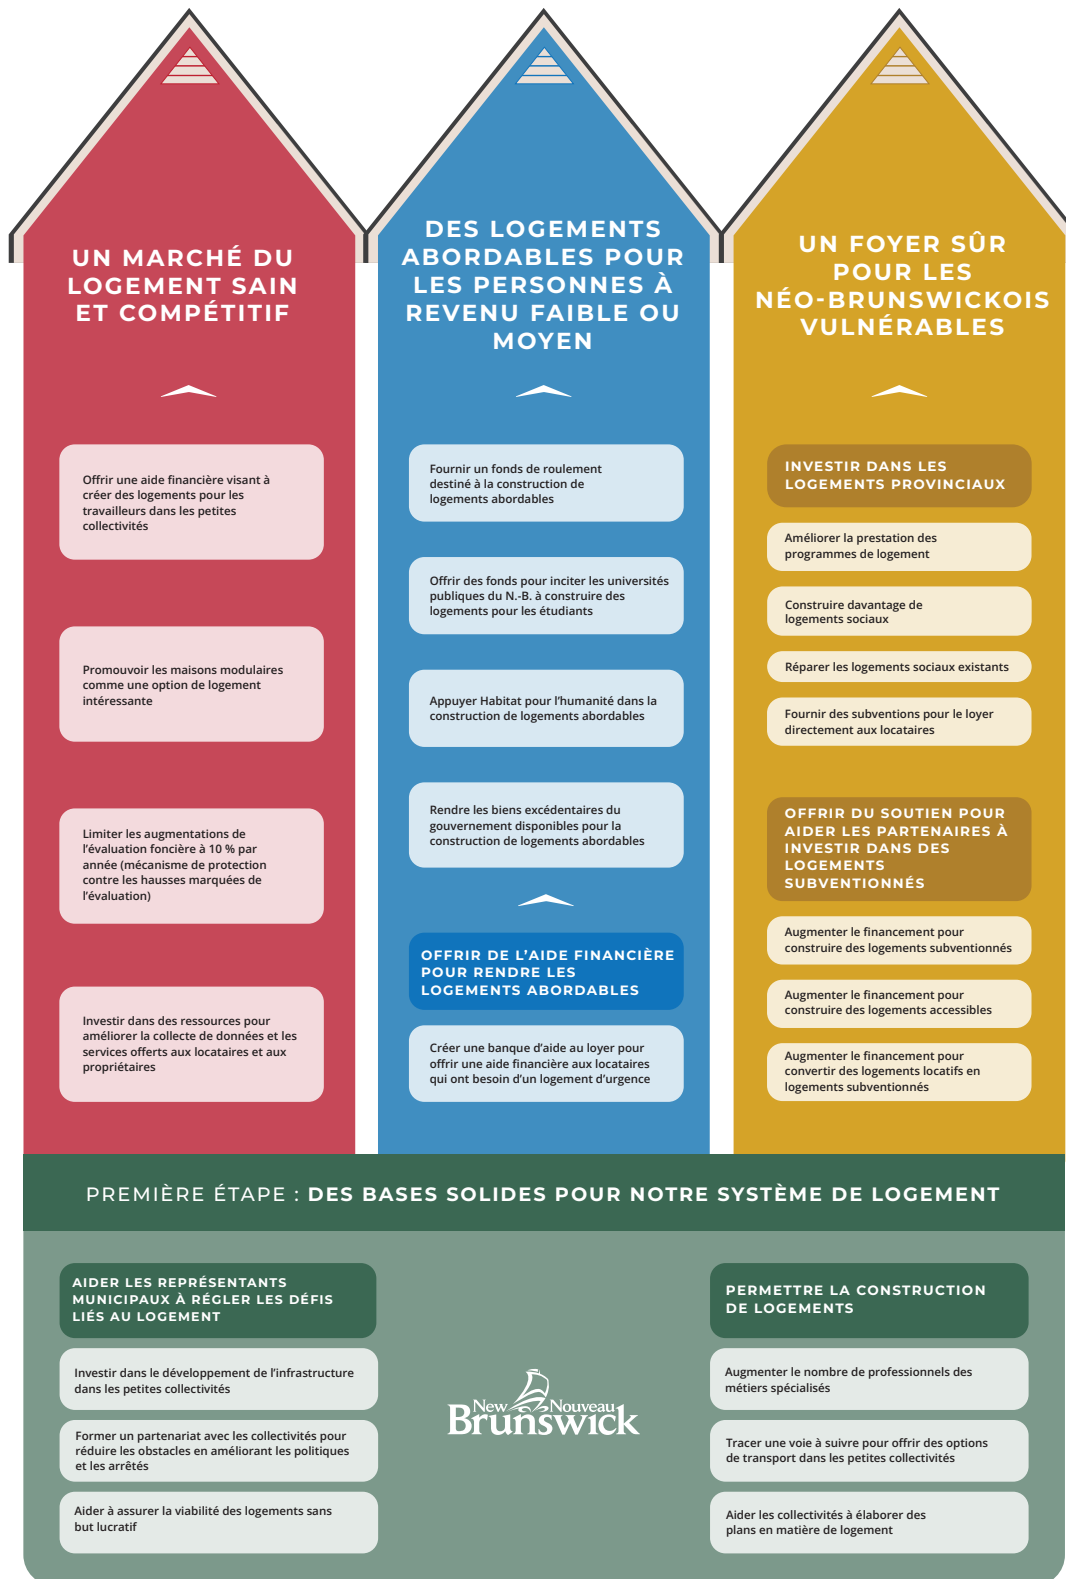 UN MARCHÉ DU
LOGEMENT SAIN
ET COMPÉTITIF
Offrir une aide financière visant à
créer des logements pour les
travailleurs dans les petites
collectivités
Promouvoir les maisons modulaires
comme une option de logement
intéressante
Limiter les augmentations de
l’évaluation foncière à 10 % par
année (mécanisme de protection
contre les hausses marquées de
l’évaluation)
Investir dans des ressources pour
améliorer la collecte de données et les
services offerts aux locataires et aux
propriétaires
DES LOGEMENTS
ABORDABLES POUR
LES PERSONNES À
REVENU FAIBLE OU
MOYEN
Fournir un fonds de roulement
destiné à la construction de
logements abordables
Offrir des fonds pour inciter les universités
publiques du N.-B. à construire des
logements pour les étudiants
Appuyer Habitat pour l’humanité dans la
construction de logements abordables
Rendre les biens excédentaires du
gouvernement disponibles pour la
construction de logements abordables
OFFRIR DE L’AIDE FINANCIÈRE
POUR RENDRE LES
LOGEMENTS ABORDABLES
Créer une banque d’aide au loyer pour
offrir une aide financière aux locataires
qui ont besoin d’un logement d’urgence
UN FOYER SÛR
POUR LES
NÉO-BRUNSWICKOIS
VULNÉRABLES
INVESTIR DANS LES
LOGEMENTS PROVINCIAUX
Améliorer la prestation des
programmes de logement
Construire davantage de
logements sociaux
Réparer les logements sociaux existants
Fournir des subventions pour le loyer
directement aux locataires
OFFRIR DU SOUTIEN POUR
AIDER LES PARTENAIRES À
INVESTIR DANS DES
LOGEMENTS
SUBVENTIONNÉS
Augmenter le financement pour
construire des logements subventionnés
Augmenter le financement pour
construire des logements accessibles
Augmenter le financement pour
convertir des logements locatifs en
logements subventionnés
PREMIÈRE ÉTAPE : DES BASES SOLIDES POUR NOTRE SYSTÈME DE LOGEMENT
AIDER LES REPRÉSENTANTS
MUNICIPAUX À RÉGLER LES DÉFIS
LIÉS AU LOGEMENT
Investir dans le développement de l’infrastructure
dans les petites collectivités
Former un partenariat avec les collectivités pour
réduire les obstacles en améliorant les politiques
et les arrêtés
Aider à assurer la viabilité des logements sans
but lucratif
New Nouveau
Brunswick
PERMETTRE LA CONSTRUCTION
DE LOGEMENTS
Augmenter le nombre de professionnels des
métiers spécialisés
Tracer une voie à suivre pour offrir des options
de transport dans les petites collectivités
Aider les collectivités à élaborer des
plans en matière de logement